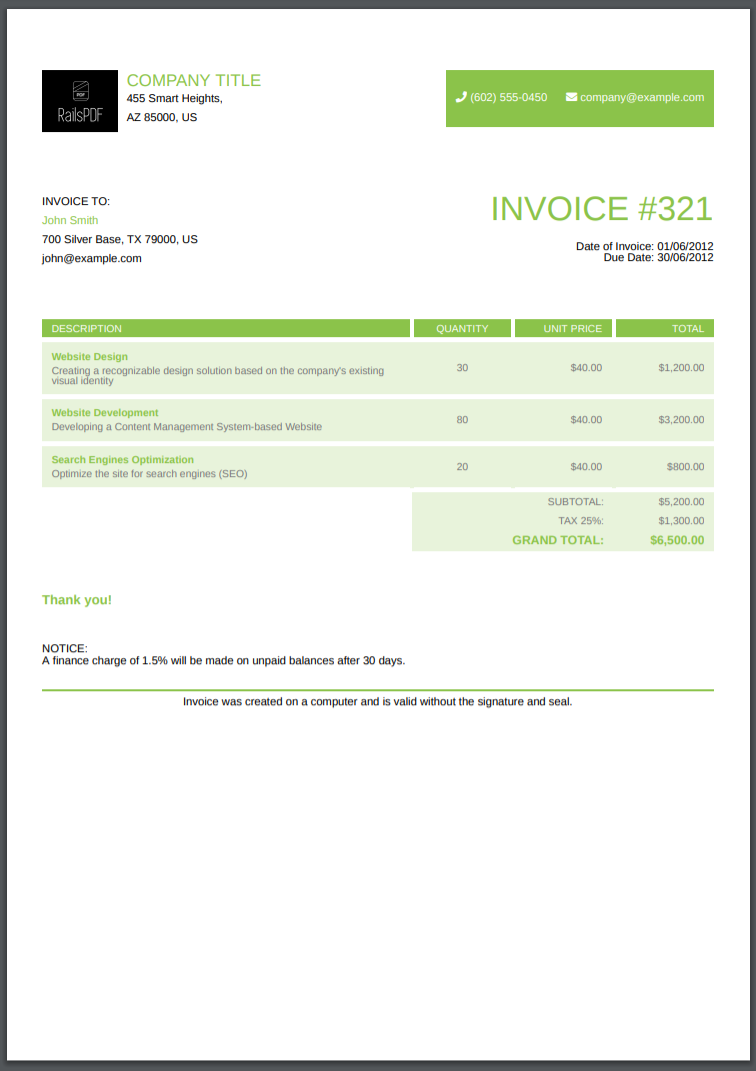 PDF
RailsPDF
COMPANY TITLE
455 Smart Heights,
AZ 85000, US
(602) 555-0450 company@example.com
INVOICE TO:
John Smith
700 Silver Base, TX 79000, US
john@example.com
INVOICE #321
Date of Invoice: 01/06/2012
Due Date: 30/06/2012
DESCRIPTION QUANTITY UNIT PRICE TOTAL
Website Design
Creating a recognizable design solution based on the company's existing
visual identity
30 $40.00 $1,200.00
Website Development
Developing a Content Management System-based Website
80 $40.00 $3,200.00
Search Engines Optimization
Optimize the site for search engines (SEO)
20 $40.00 $800.00
SUBTOTAL: $5,200.00
TAX 25%: $1,300.00
GRAND TOTAL: $6,500.00
Thank you!
NOTICE:
A finance charge of 1.5% will be made on unpaid balances after 30 days.
Invoice was created on a computer and is valid without the signature and seal.